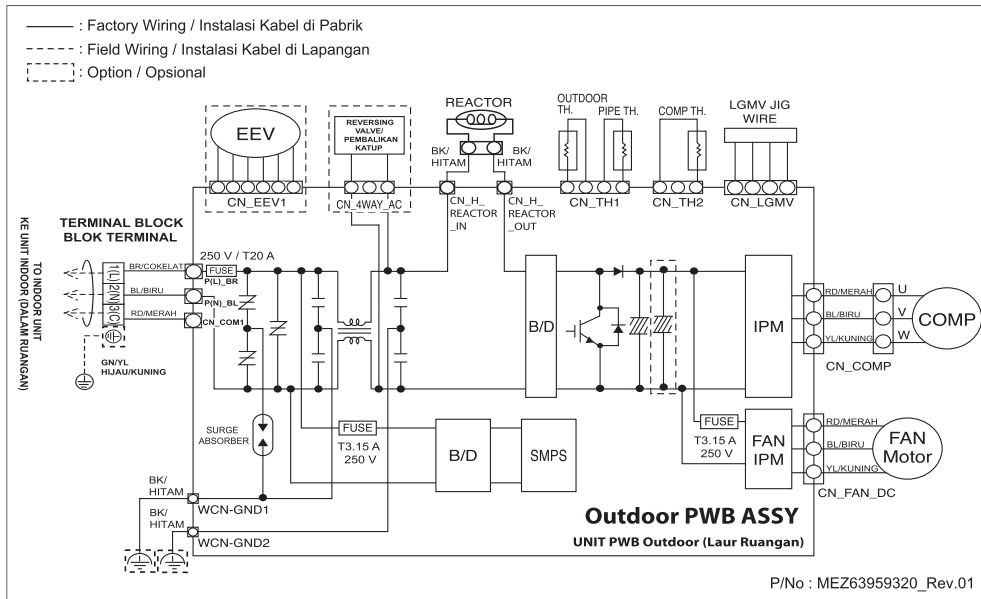 : Factory Wiring / Instalasi Kabel di Pabrik
: Field Wiring / Instalasi Kabel di Lapangan
: Option / Opsional
EEV
REVERSING
VALVE/
PEMBALIKAN
KATUP
REACTOR
BK/
HITAM
BK/
HITAM
OUTDOOR
TH.
PIPE TH.
COMP TH.
LGMV JIG
WIRE
CN_EEV1
CN_4WAY_AC
CN_H_
REACTOR
_IN
CN_H_
REACTOR
_OUT
CN_TH1
CN_TH2
CN_LGMV
TO INDOOR UNIT
KE UNIT INDOOR (DALAM RUANGAN)
TERMINAL BLOCK
BLOK TERMINAL
1(L) 2(N) 3(C)
BR/COKELAT
BL/BIRU
RD/MERAH
GN/YL
HIJAU/KUNING
250 V / T20 A
FUSE
P(L)_BR
P(N)_BL
CN_COM1
SURGE
ABSORBER
FUSE
T3.15 A
250 V
B/D
SMPS
B/D
IPM
RD/MERAH
BL/BIRU
YL/KUNING
U
V
W
COMP
CN_COMP
FUSE
T3.15 A
250 V
FAN
IPM
RD/MERAH
BL/BIRU
YL/KUNING
FAN
Motor
CN_FAN_DC
BK/
HITAM
WCN-GND1
BK/
HITAM
WCN-GND2
Outdoor PWB ASSY
UNIT PWB Outdoor (Laur Ruangan)
P/No : MEZ63959320_Rev.01